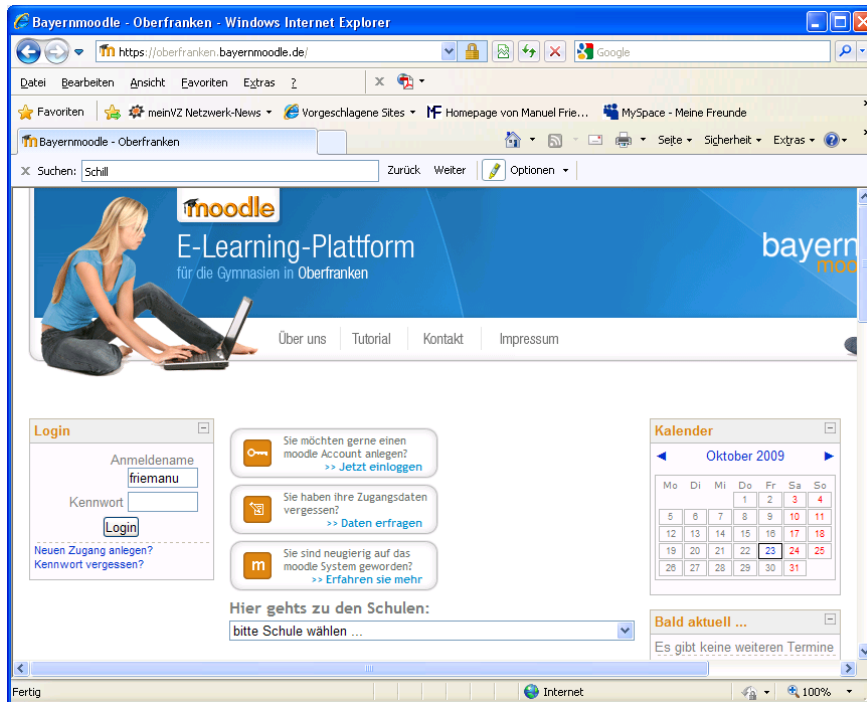 Bayernmoodle - Oberfranken - Windows Internet Explorer
https://oberfranken.bayernmoodle.de/
Google
Datei Bearbeiten Ansicht Favoriten Extras ?
Favoriten meinVZ Netzwerk-News Vorgeschlagene Sites Homepage von Manuel Frie... MySpace - Meine Freunde
Bayernmoodle - Oberfranken
Seite Sicherheit Extras
Suchen: Schill Zurück Weiter Optionen
moodle
E-Learning-Plattform
für die Gymnasien in Oberfranken
bayern
moo
Über uns Tutorial Kontakt Impressum
Login
Anmeldename
friemanu
Kennwort
Login
Neuen Zugang anlegen?
Kennwort vergessen?
Sie möchten gerne einen
moodle Account anlegen?
>> Jetzt einloggen
Sie haben ihre Zugangsdaten
vergessen?
>> Daten erfragen
m
Sie sind neugierig auf das
moodle System geworden?
>> Erfahren sie mehr
Hier gehts zu den Schulen:
bitte Schule wählen ...
Kalender
Oktober 2009
Mo Di Mi Do Fr Sa So
1 2 3 4
5 6 7 8 9 10 11
12 13 14 15 16 17 18
19 20 21 22 23 24 25
26 27 28 29 30 31
Bald aktuell ...
Es gibt keine weiteren Termine
Fertig Internet 100%